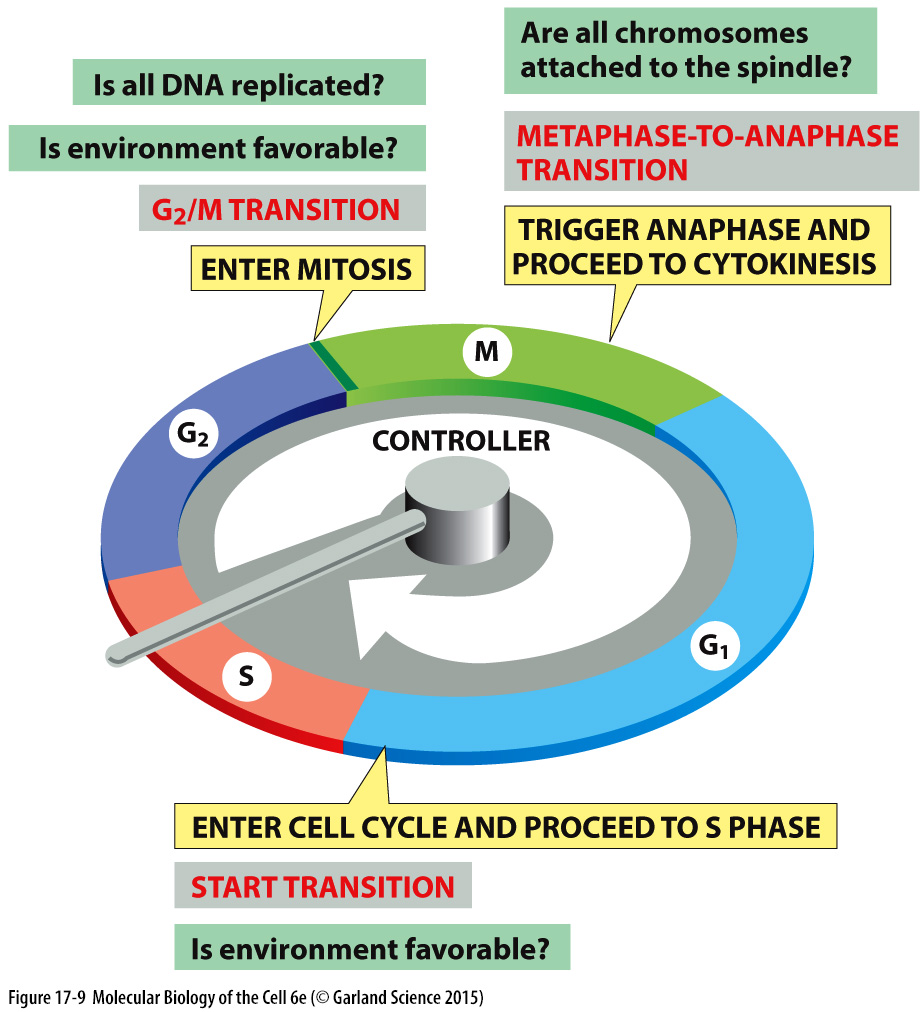 Are all chromosomes
attached to the spindle?
Is all DNA replicated?
Is environment favorable?
METAPHASE-TO-ANAPHASE
TRANSITION
G₂/M TRANSITION
TRIGGER ANAPHASE AND
PROCEED TO CYTOKINESIS
ENTER MITOSIS
M
G₂
CONTROLLER
G₁
S
ENTER CELL CYCLE AND PROCEED TO S PHASE
START TRANSITION
Is environment favorable?
Figure 17-9 Molecular Biology of the Cell 6e (© Garland Science 2015)